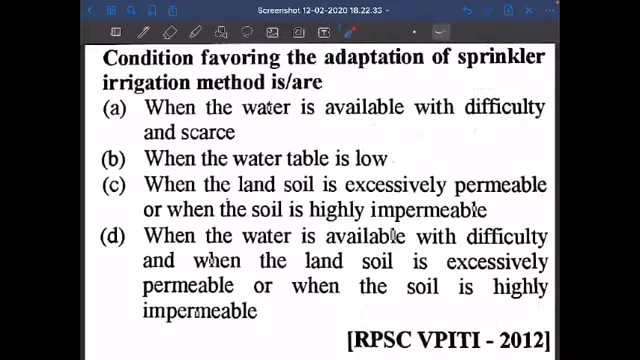 Screenshot 12-02-2020 18.22.33
Condition favoring the adaptation of sprinkler
irrigation method is/are
(a) When the water is available with difficulty
and scarce
(b) When the water table is low
(c) When the land soil is excessively permeable
or when the soil is highly impermeable
(d) When the water is available with difficulty
and when the land soil is excessively
permeable or when the soil is highly
impermeable
[RPSC VPITI - 2012]